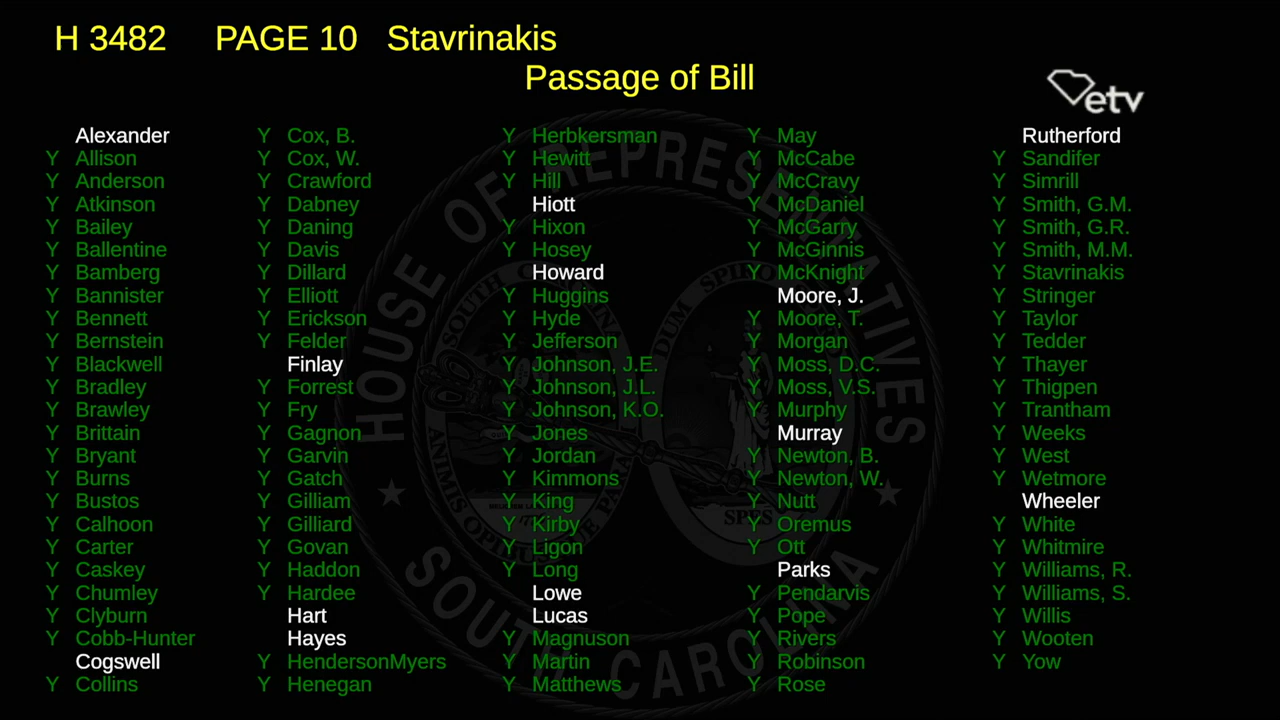 H 3482 PAGE 10 Stavrinakis
Passage of Bill
etv
Alexander
Y Allison
Y Anderson
Y Atkinson
Y Bailey
Y Ballentine
Y Bamberg
Y Bannister
Y Bennett
Y Bernstein
Y Blackwell
Y Bradley
Y Brawley
Y Brittain
Y Bryant
Y Burns
Y Bustos
Y Calhoon
Y Carter
Y Caskey
Y Chumley
Y Clyburn
Y Cobb-Hunter
Cogswell
Y Collins
Y Cox, B.
Y Cox, W.
Y Crawford
Y Dabney
Y Daning
Y Davis
Y Dillard
Y Elliott
Y Erickson
Y Felder
Finlay
Y Forrest
Y Fry
Y Gagnon
Y Garvin
Y Gatch
Y Gilliam
Y Gilliard
Y Govan
Y Haddon
Y Hardee
Hart
Hayes
Y HendersonMyers
Y Henegan
Y Herbkersman
Y Hewitt
Y Hill
Hiott
Y Hixon
Y Hosey
Howard
Y Huggins
Y Hyde
Y Jefferson
Y Johnson, J.E.
Y Johnson, J.L.
Y Johnson, K.O.
Y Jones
Y Jordan
Y Kimmons
Y King
Y Kirby
Y Ligon
Y Long
Lowe
Lucas
Y Magnuson
Y Martin
Y Matthews
Y May
Y McCabe
Y McCravy
Y McDaniel
Y McGarry
Y McGinnis
Y McKnight
Moore, J.
Y Moore, T.
Y Morgan
Y Moss, D.C.
Y Moss, V.S.
Y Murphy
Murray
Y Newton, B.
Y Newton, W.
Y Nutt
Y Oremus
Y Ott
Parks
Y Pendarvis
Y Pope
Y Rivers
Y Robinson
Y Rose
Rutherford
Y Sandifer
Y Simrill
Y Smith, G.M.
Y Smith, G.R.
Y Smith, M.M.
Y Stavrinakis
Y Stringer
Y Taylor
Y Tedder
Y Thayer
Y Thigpen
Y Trantham
Y Weeks
Y West
Y Wetmore
Wheeler
Y White
Y Whitmire
Y Williams, R.
Y Williams, S.
Y Willis
Y Wooten
Y Yow
HOUSE OF REPRESENTATIVES
SOUTH CAROLINA
SPES